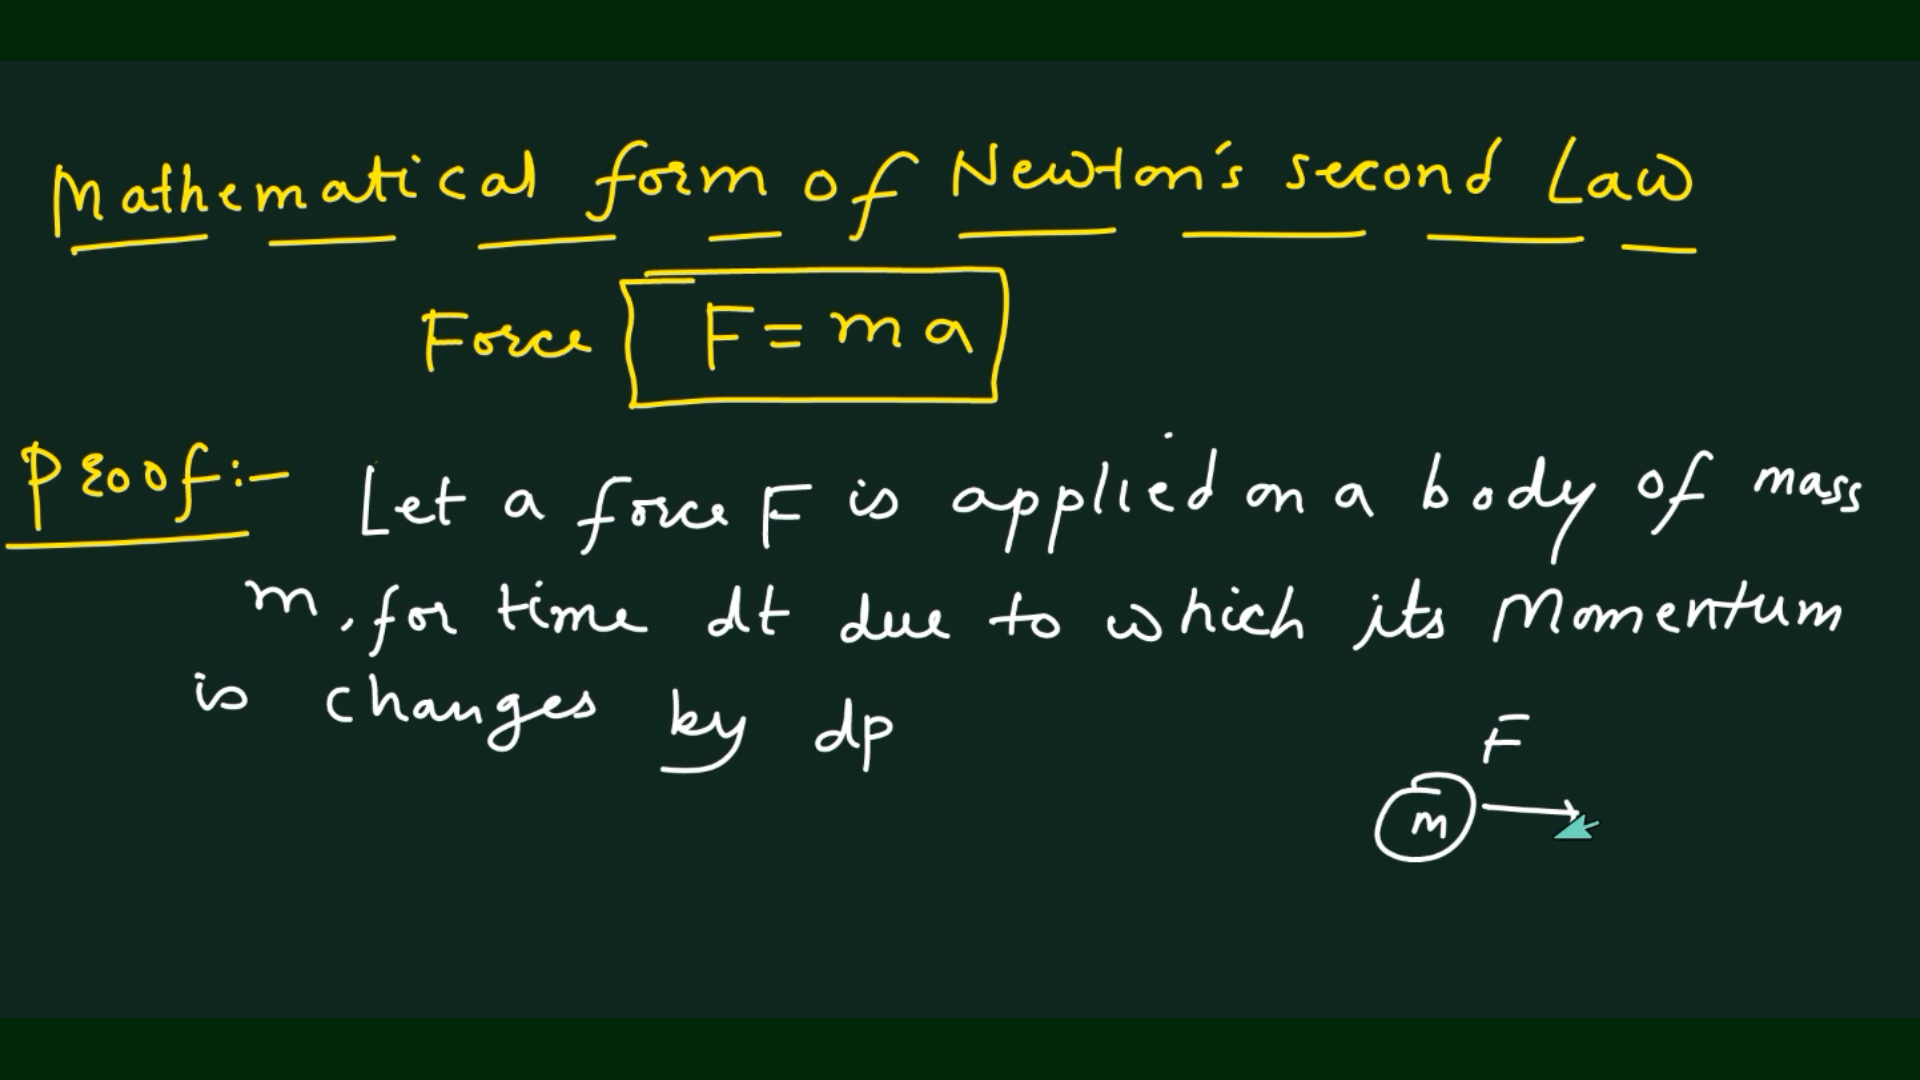 Mathematical form of Newton's second Law
Force F = ma
Proof:- Let a force F is applied on a body of mass
m, for time dt due to which its Momentum
is changes by dp
F
m